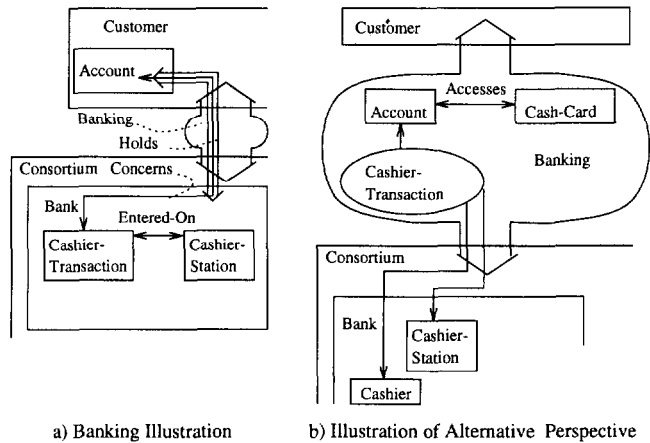 Customer
Account
Banking
Holds
Consortium
Concerns
Bank
Entered-On
Cashier-
Transaction
Cashier-
Station
a) Banking Illustration
Customer
Accesses
Account
Cash-Card
Banking
Cashier-
Transaction
Consortium
Bank
Cashier-
Station
Cashier
b) Illustration of Alternative Perspective